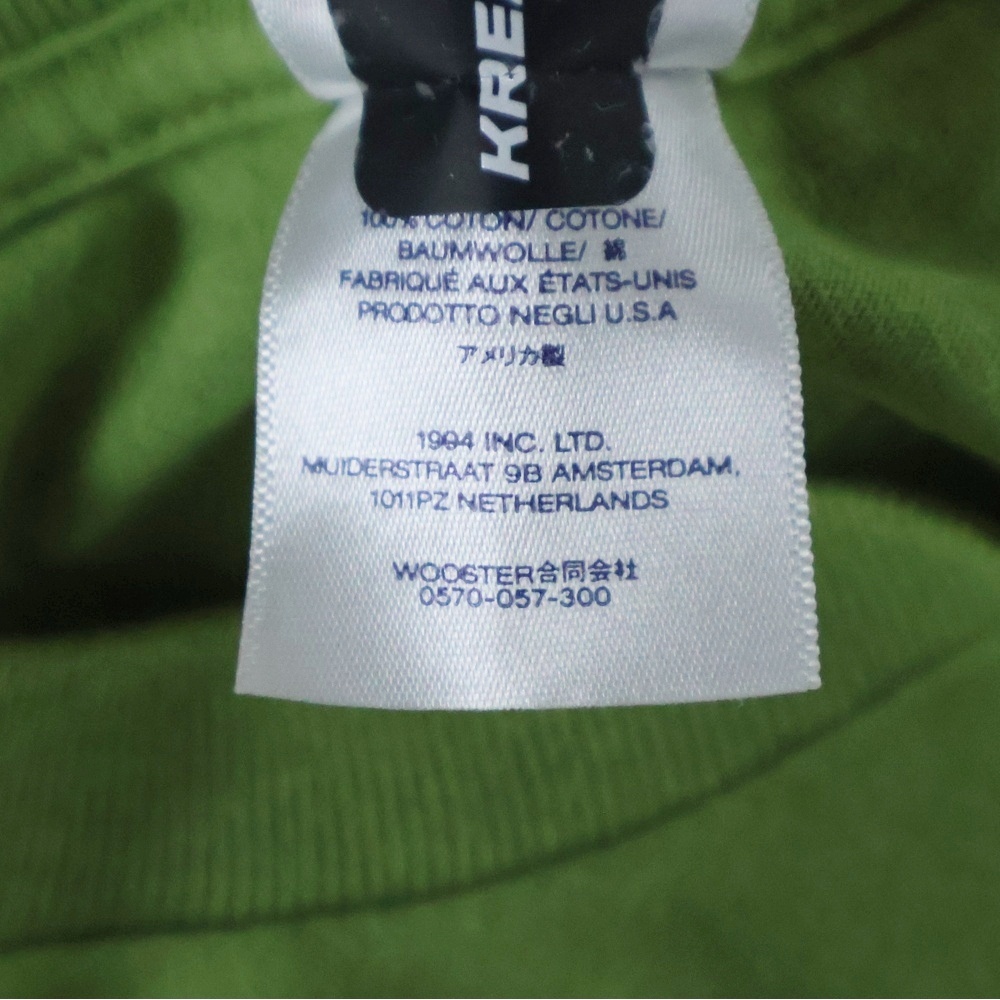 KRE
100% COTON/ COTONE/
BAUMWOLLE/ 綿
FABRIQUÉ AUX ÉTATS-UNIS
PRODOTTO NEGLI U.S.A
アメリカ製
1994 INC. LTD.
MUIDERSTRAAT 9B AMSTERDAM,
1011PZ NETHERLANDS
WOOSTER合同会社
0570-057-300